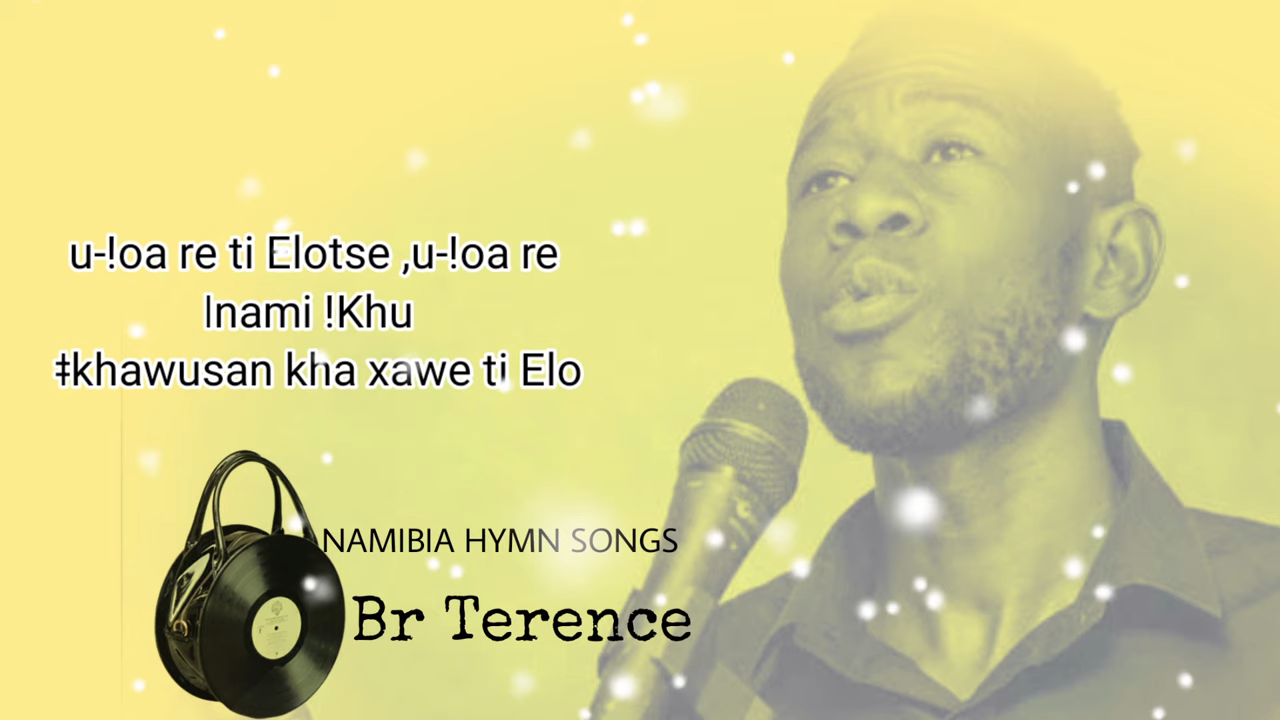 u-!oa re ti Elotse ,u-!oa re
ǀnami !Khu
ǂkhawusan kha xawe ti Elo
NAMIBIA HYMN SONGS
Br Terence